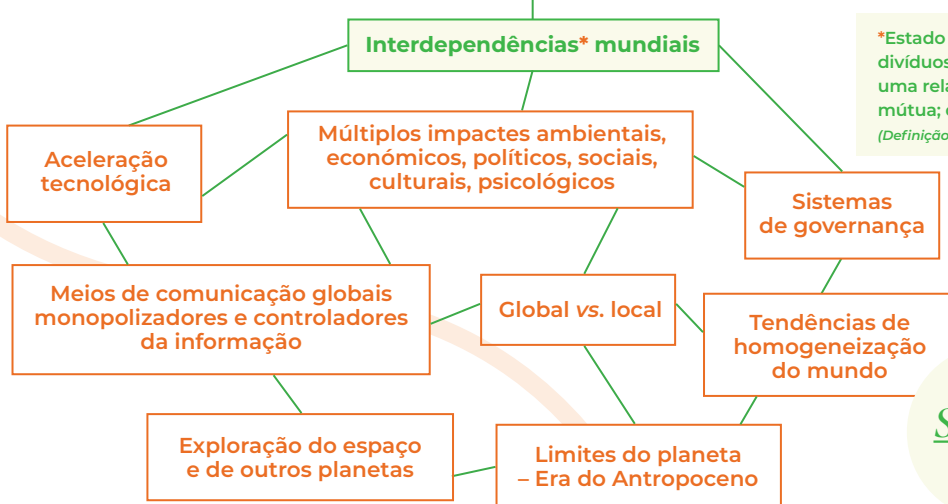 Interdependências* mundiais
*Estado
divíduos
uma rela
mútua; 
(Definição
Aceleração
tecnológica
Múltiplos impactes ambientais,
económicos, políticos, sociais,
culturais, psicológicos
Sistemas
de governança
Meios de comunicação globais
monopolizadores e controladores
da informação
Global vs. local
Tendências de
homogeneização
do mundo
Exploração do espaço
e de outros planetas
Limites do planeta
– Era do Antropoceno
S